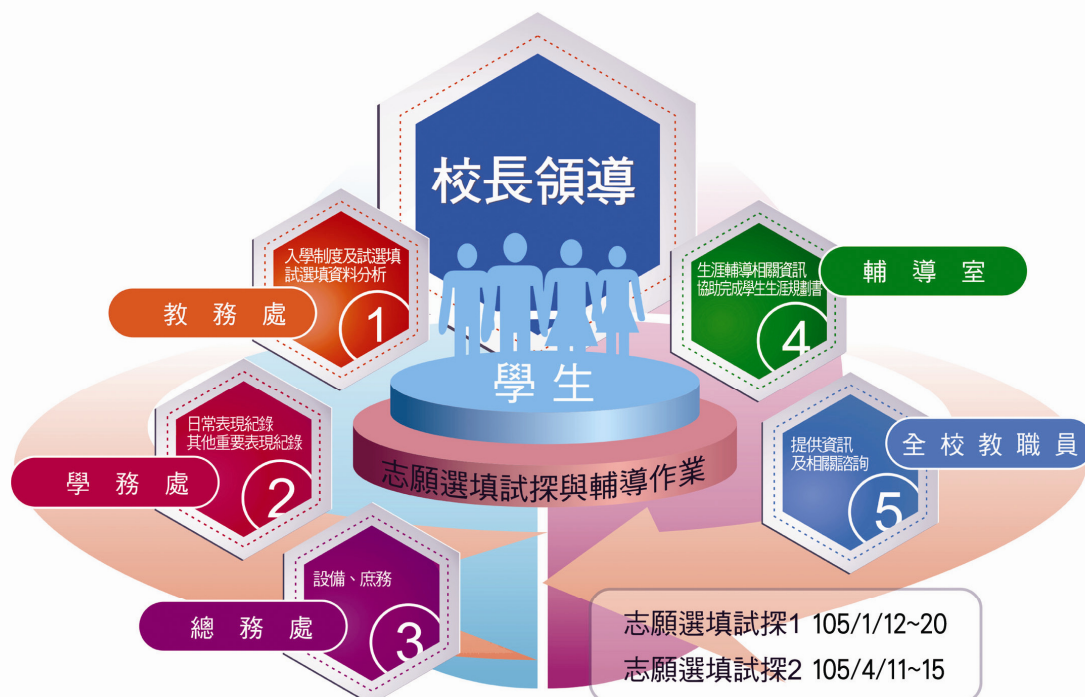 校長領導
入學制度及試選填
試選填資料分析
1
教務處
日常表現紀錄
其他重要表現紀錄
2
學務處
設備、庶務
3
總務處
生涯輔導相關資訊
協助完成學生生涯規劃書
4
輔導室
提供資訊
及相關諮詢
5
全校教職員
學生
志願選填試探與輔導作業
志願選填試探1 105/1/12~20
志願選填試探2 105/4/11~15